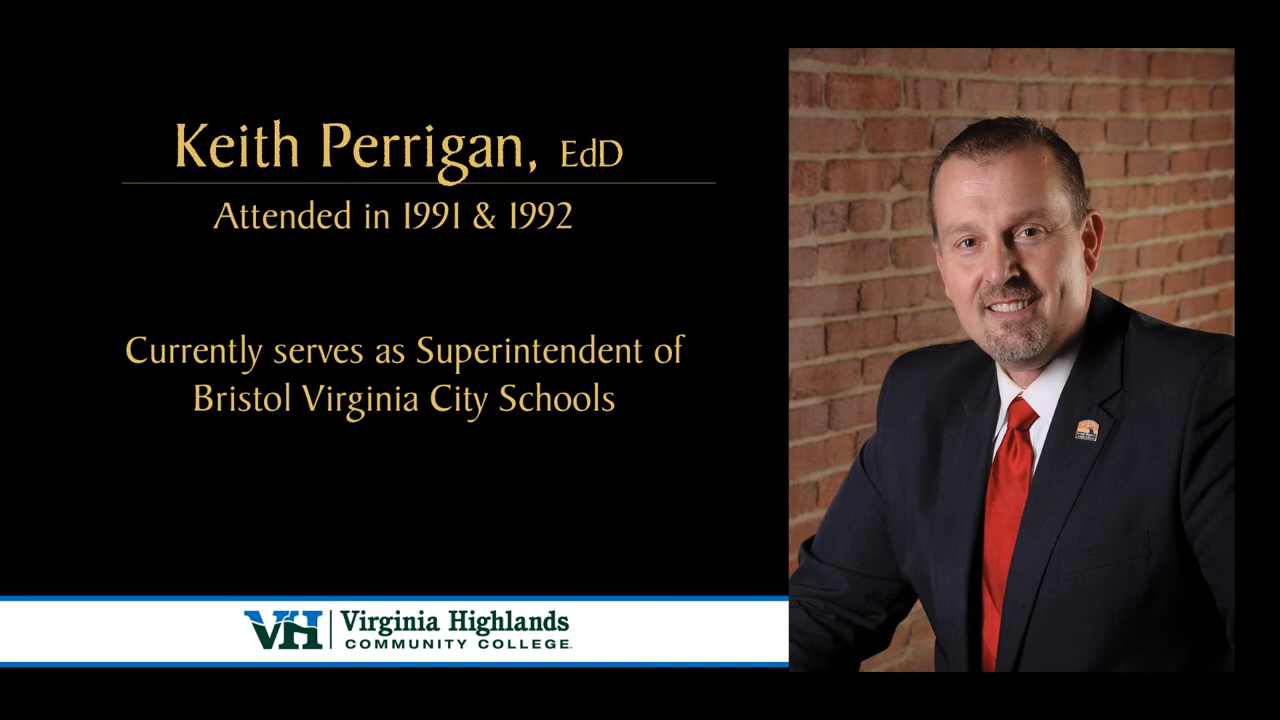 Keith Perrigan, EdD
Attended in 1991 & 1992
Currently serves as Superintendent of
Bristol Virginia City Schools
VH Virginia Highlands
COMMUNITY COLLEGE